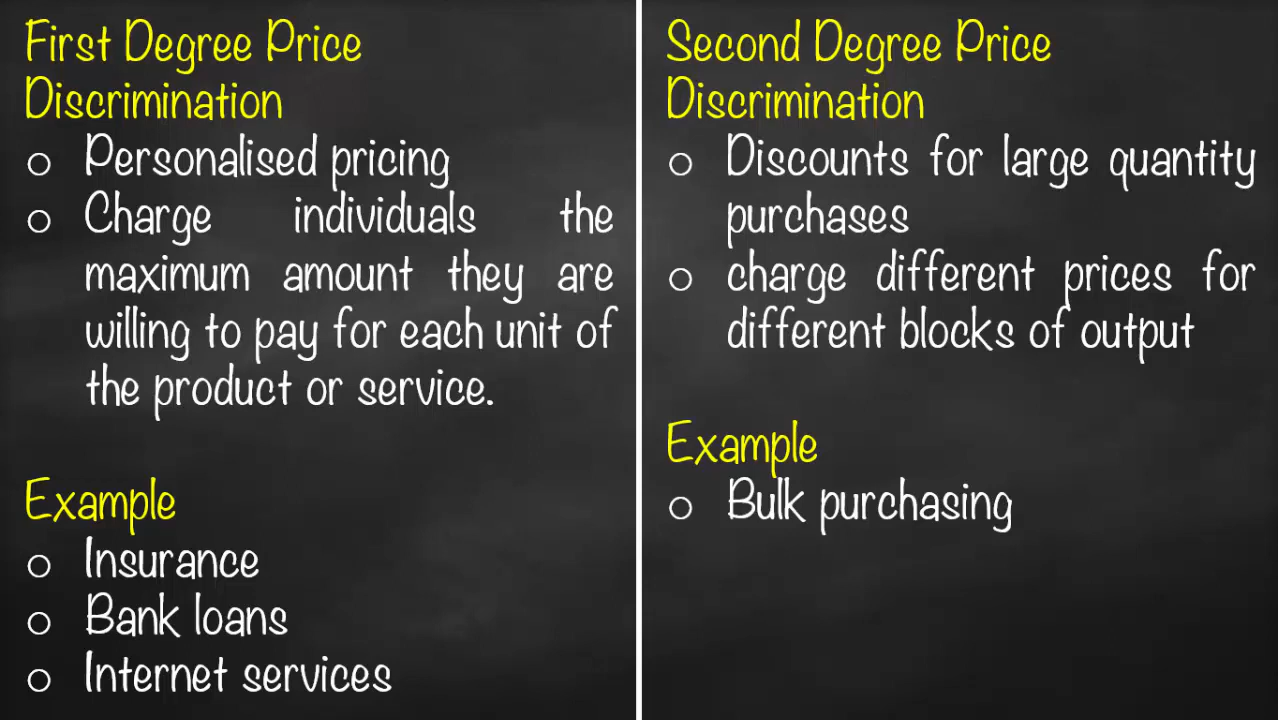 First Degree Price
Discrimination
o Personalised pricing
o Charge individuals the
maximum amount they are
willing to pay for each unit of
the product or service.
Example
o Insurance
o Bank loans
o Internet services
Second Degree Price
Discrimination
o Discounts for large quantity
purchases
o charge different prices for
different blocks of output
Example
o Bulk purchasing